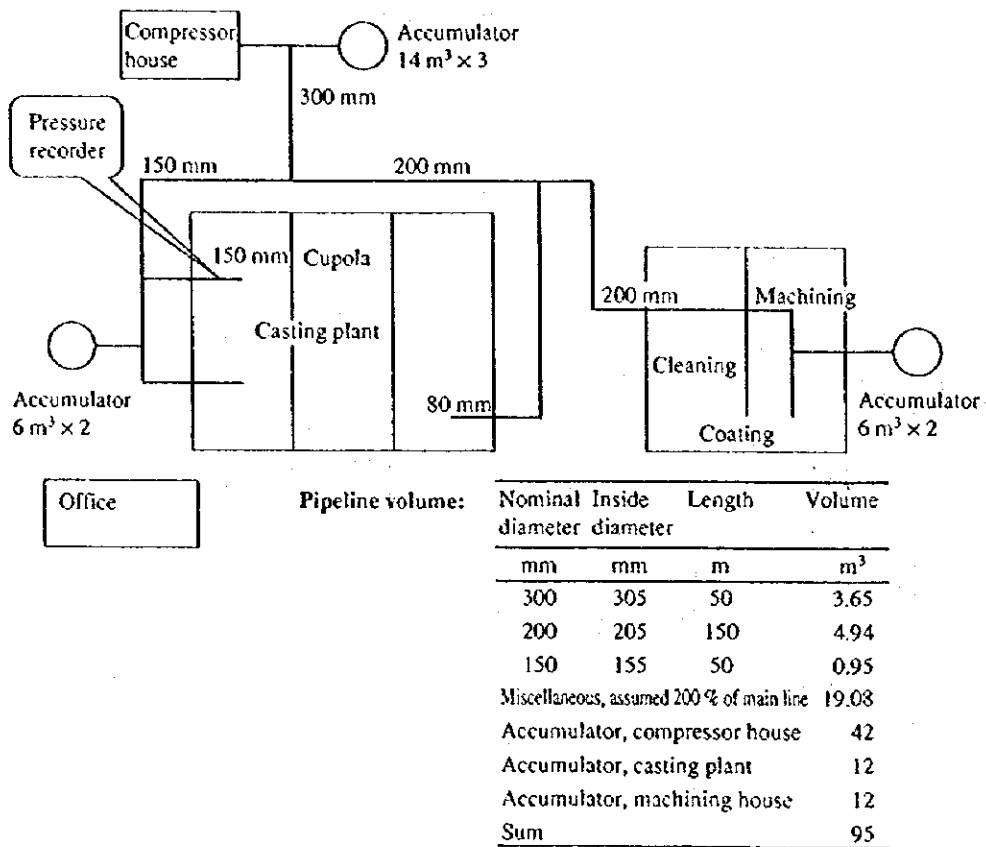 Compressor
house
Accumulator
14 m³ × 3
300 mm
Pressure
recorder
150 mm
200 mm
150 mm
Cupola
Casting plant
80 mm
200 mm
Machining
Cleaning
Coating
Accumulator
6 m³ × 2
Accumulator
6 m³ × 2
Office
Pipeline volume:
Nominal Inside Length Volume
diameter diameter
mm mm m m³
300 305 50 3.65
200 205 150 4.94
150 155 50 0.95
Miscellaneous, assumed 200 % of main line 19.08
Accumulator, compressor house 42
Accumulator, casting plant 12
Accumulator, machining house 12
Sum 95